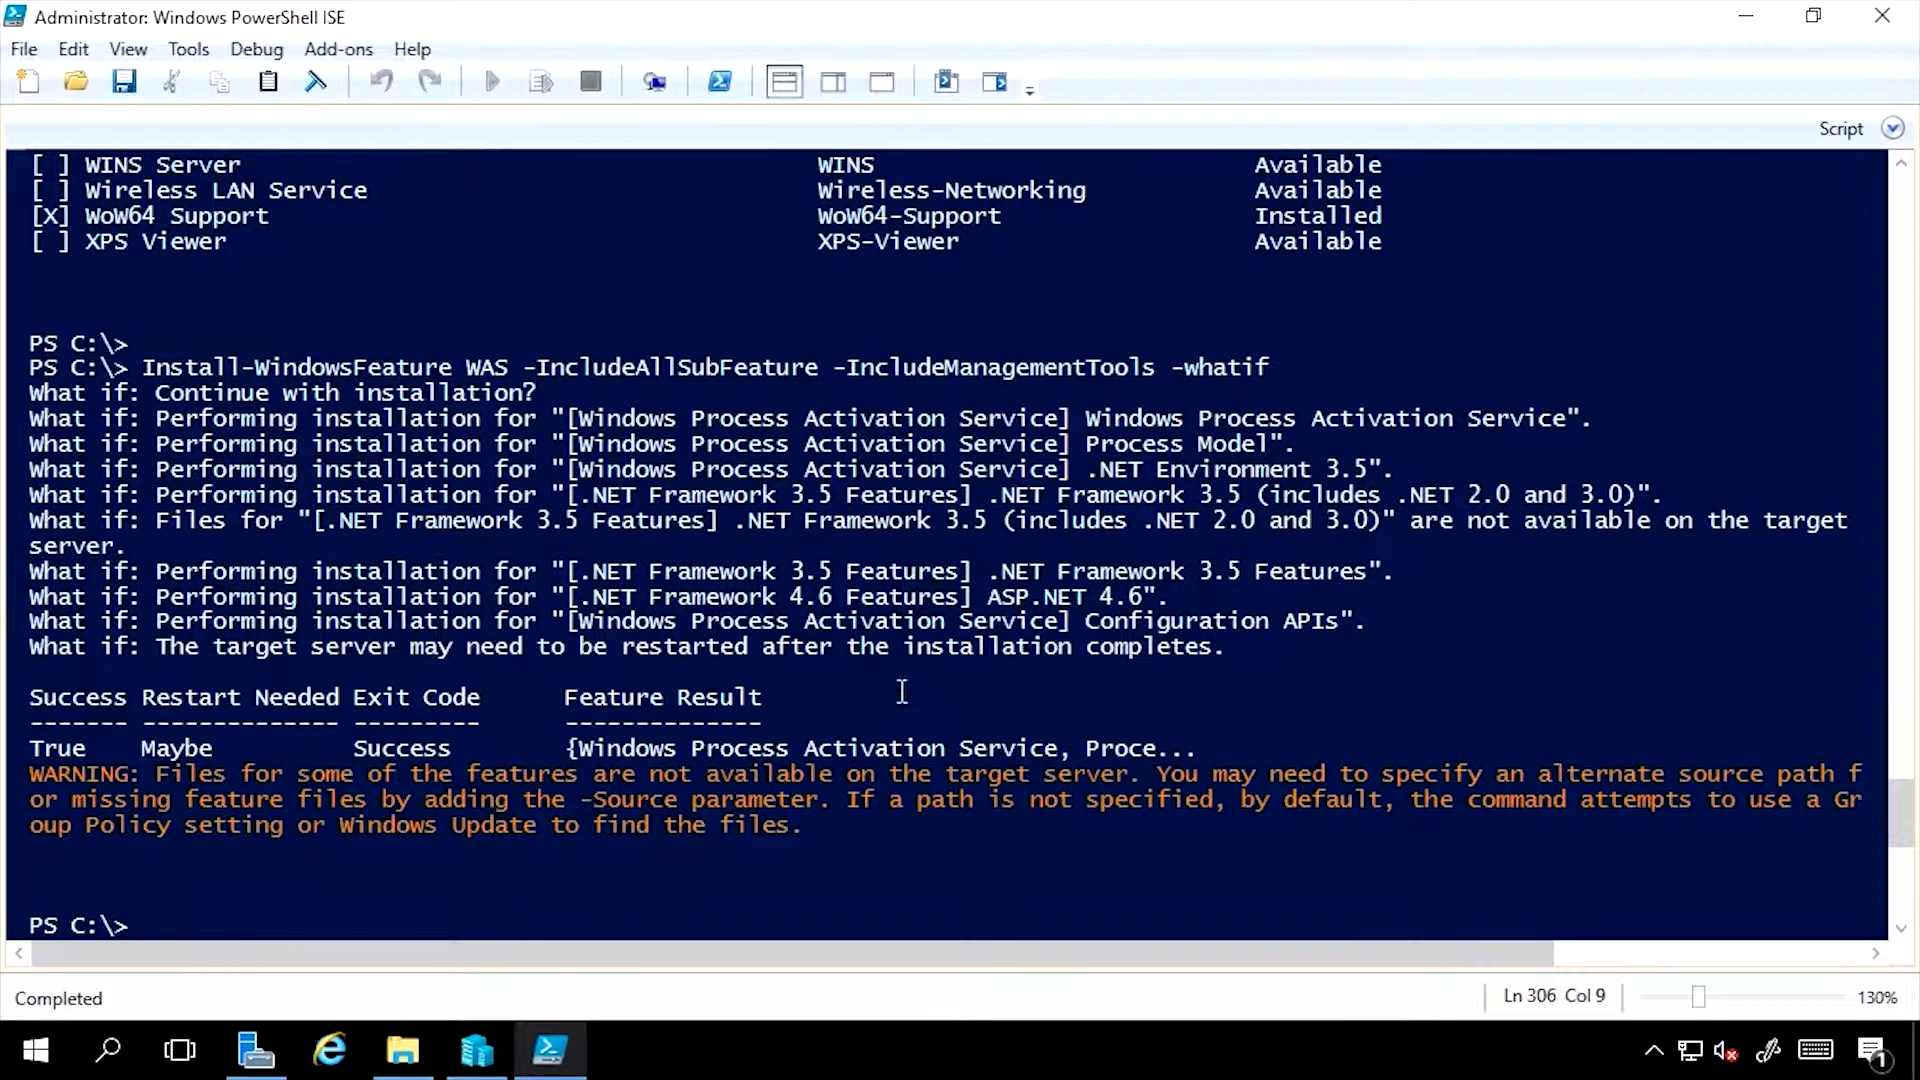 Administrator: Windows PowerShell ISE
File Edit View Tools Debug Add-ons Help
Script
[ ] WINS Server WINS Available
[ ] Wireless LAN Service Wireless-Networking Available
[X] WoW64 Support WoW64-Support Installed
[ ] XPS Viewer XPS-Viewer Available
PS C:\>
PS C:\> Install-WindowsFeature WAS -IncludeAllSubFeature -IncludeManagementTools -whatif
What if: Continue with installation?
What if: Performing installation for "[Windows Process Activation Service] Windows Process Activation Service".
What if: Performing installation for "[Windows Process Activation Service] Process Model".
What if: Performing installation for "[Windows Process Activation Service] .NET Environment 3.5".
What if: Performing installation for "[.NET Framework 3.5 Features] .NET Framework 3.5 (includes .NET 2.0 and 3.0)".
What if: Files for "[.NET Framework 3.5 Features] .NET Framework 3.5 (includes .NET 2.0 and 3.0)" are not available on the target
server.
What if: Performing installation for "[.NET Framework 3.5 Features] .NET Framework 3.5 Features".
What if: Performing installation for "[.NET Framework 4.6 Features] ASP.NET 4.6".
What if: Performing installation for "[Windows Process Activation Service] Configuration APIs".
What if: The target server may need to be restarted after the installation completes.
Success Restart Needed Exit Code Feature Result
------- -------------- --------- --------------
True Maybe Success {Windows Process Activation Service, Proce...
WARNING: Files for some of the features are not available on the target server. You may need to specify an alternate source path f
or missing feature files by adding the -Source parameter. If a path is not specified, by default, the command attempts to use a Gr
oup Policy setting or Windows Update to find the files.
PS C:\>
Completed Ln 306 Col 9 130%
1